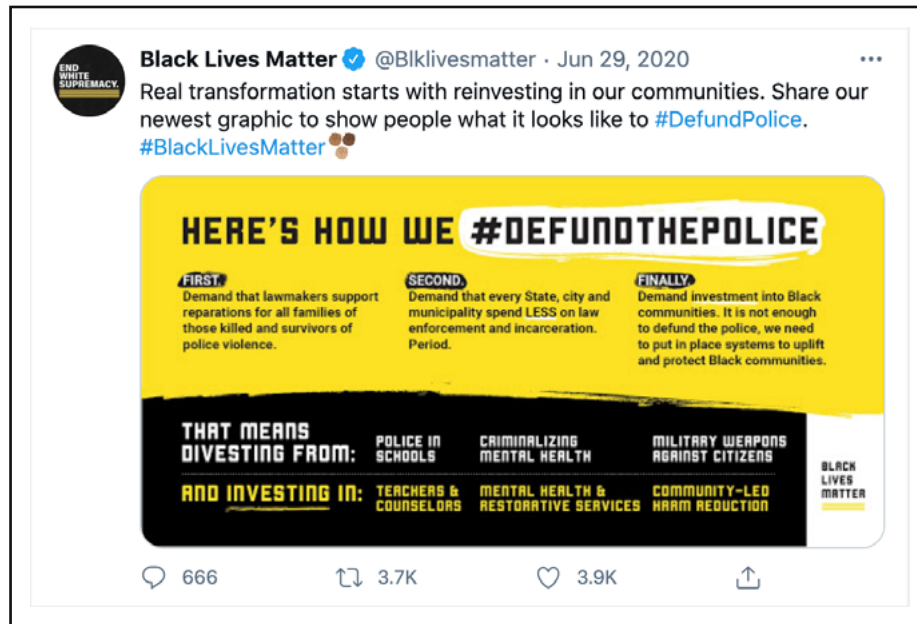 END
WHITE
SUPREMACY.
Black Lives Matter @Blklivesmatter · Jun 29, 2020
Real transformation starts with reinvesting in our communities. Share our
newest graphic to show people what it looks like to #DefundPolice.
#BlackLivesMatter
HERE'S HOW WE #DEFUNDTHEPOLICE
FIRST.
Demand that lawmakers support
reparations for all families of
those killed and survivors of
police violence.
SECOND.
Demand that every State, city and
municipality spend LESS on law
enforcement and incarceration.
Period.
FINALLY.
Demand investment into Black
communities. It is not enough
to defund the police, we need
to put in place systems to uplift
and protect Black communities.
THAT MEANS
DIVESTING FROM:
POLICE IN
SCHOOLS
CRIMINALIZING
MENTAL HEALTH
MILITARY WEAPONS
AGAINST CITIZENS
AND INVESTING IN:
TEACHERS &
COUNSELORS
MENTAL HEALTH &
RESTORATIVE SERVICES
COMMUNITY-LED
HARM REDUCTION
BLACK
LIVES
MATTER
666 3.7K 3.9K